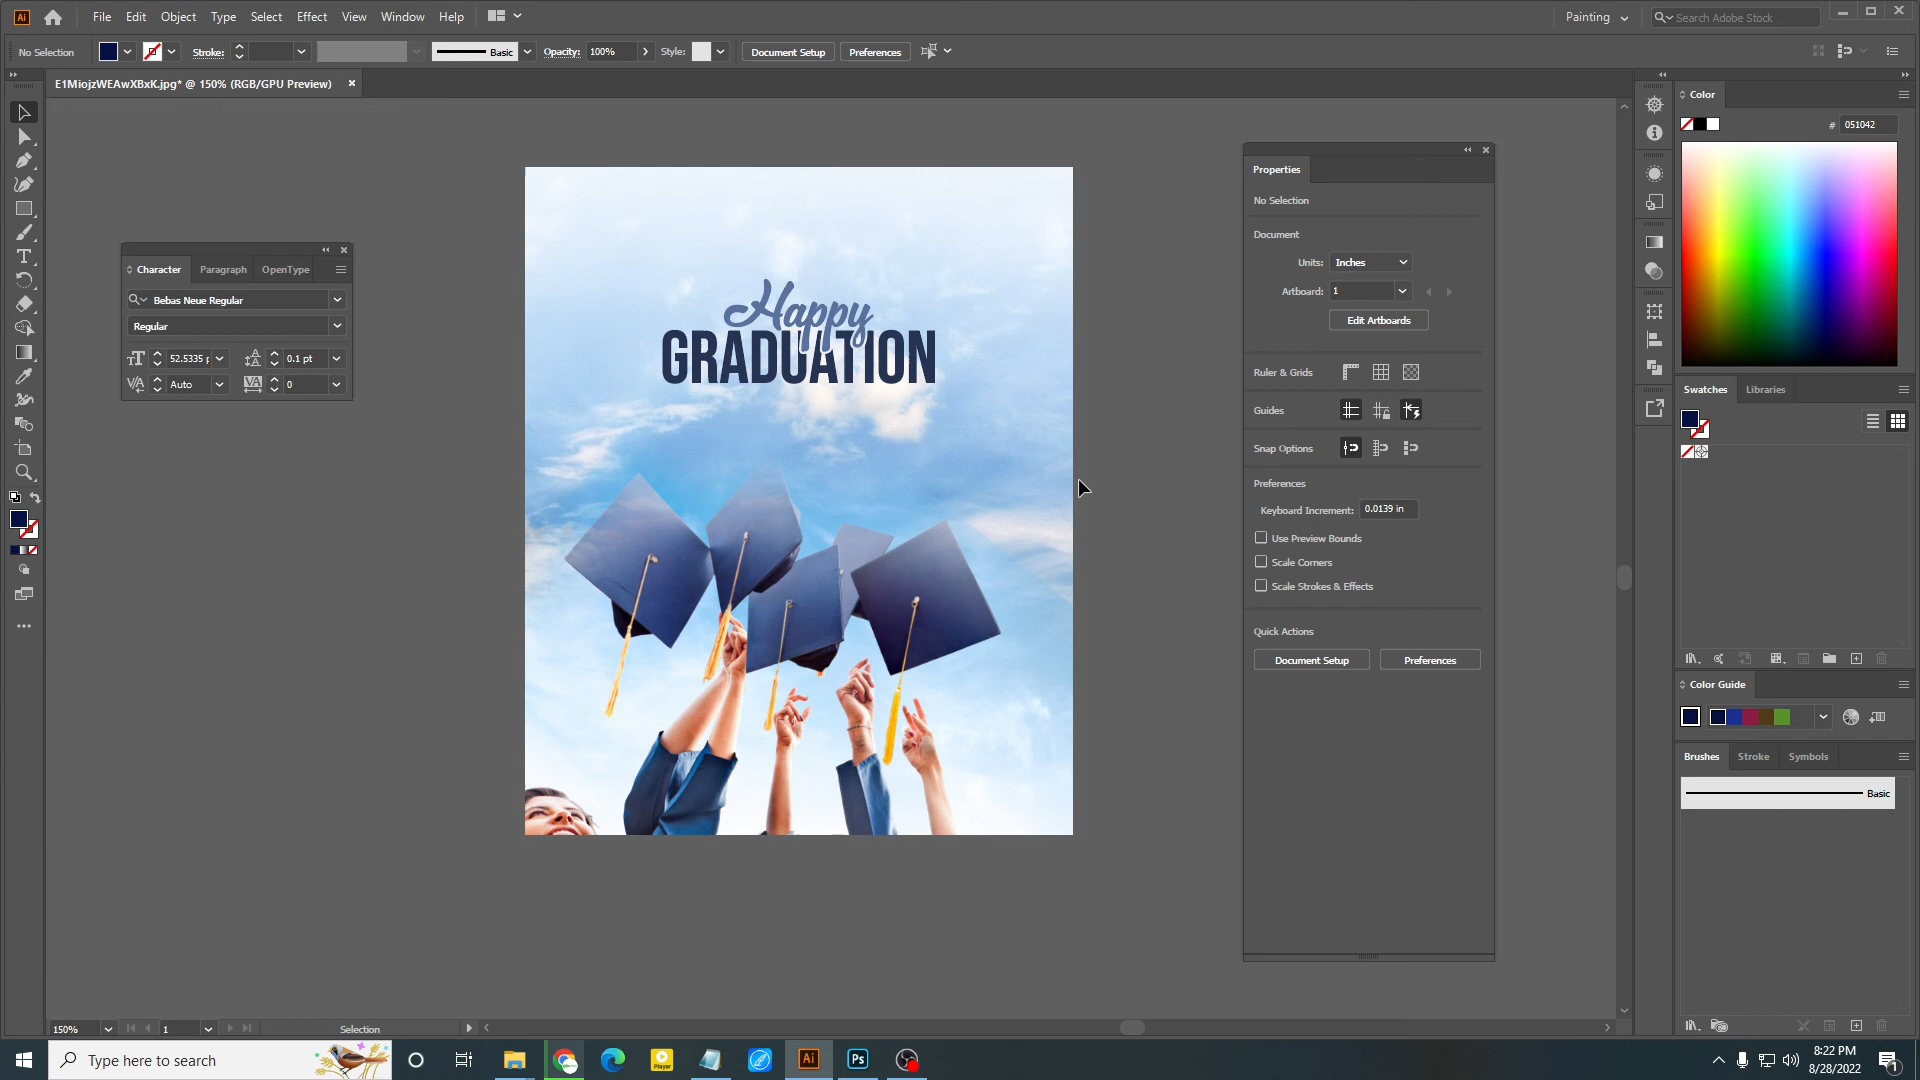 Ai
File Edit Object Type Select Effect View Window Help
Painting
Search Adobe Stock
No Selection
Stroke:
Basic
Opacity: 100%
Style:
Document Setup
Preferences
E1MiojzWEAwXBxK.jpg* @ 150% (RGB/GPU Preview)
Character Paragraph OpenType
Bebas Neue Regular
Regular
52.5335 p
0.1 pt
Auto
0
Happy
GRADUATION
Properties
No Selection
Document
Units: Inches
Artboard: 1
Edit Artboards
Ruler & Grids
Guides
Snap Options
Preferences
Keyboard Increment: 0.0139 in
Use Preview Bounds
Scale Corners
Scale Strokes & Effects
Quick Actions
Document Setup
Preferences
Color
# 051042
Swatches Libraries
Color Guide
Brushes Stroke Symbols
Basic
150%
1
Selection
Type here to search
Player
Ai
Ps
8:22 PM
8/28/2022
1